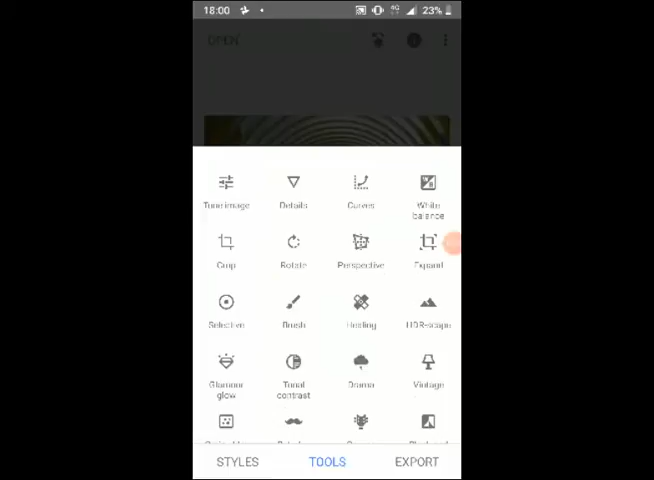 18:00 4G 23%
OPEN
Tune image Details Curves White balance
Crop Rotate Perspective Expand
Selective Brush Healing HDR-scape
Glamour glow Tonal contrast Drama Vintage
STYLES TOOLS EXPORT